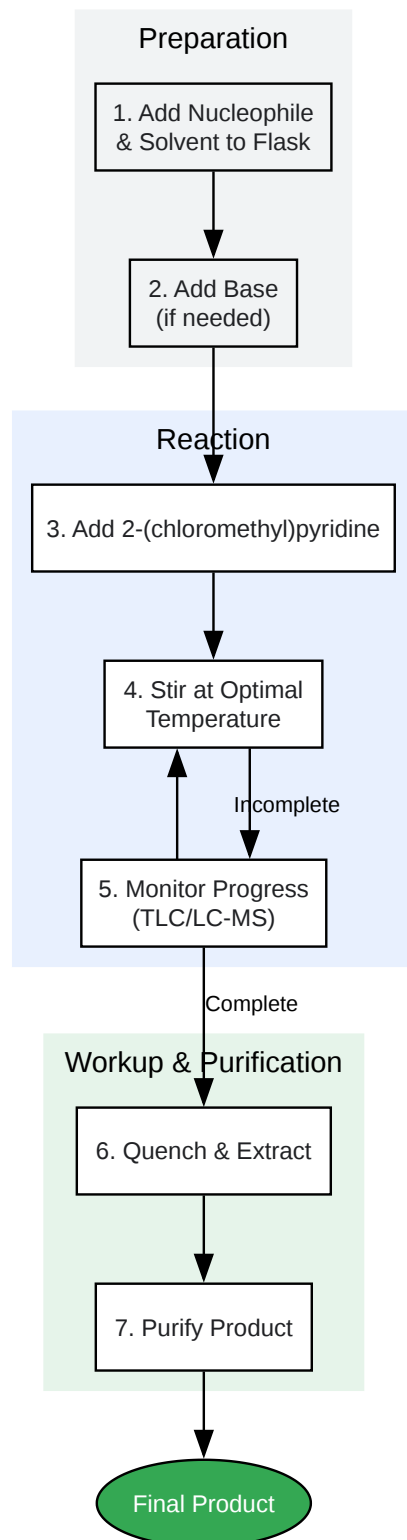 Preparation
1. Add Nucleophile
& Solvent to Flask
2. Add Base
(if needed)
Reaction
3. Add 2-(chloromethyl)pyridine
4. Stir at Optimal
Temperature
Incomplete
5. Monitor Progress
(TLC/LC-MS)
Complete
Workup & Purification
6. Quench & Extract
7. Purify Product
Final Product